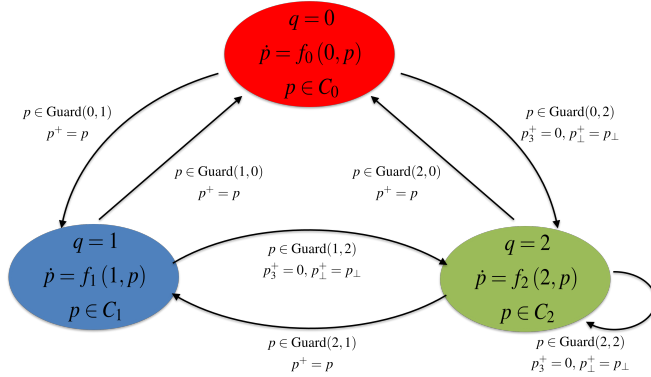 q = 0
ṗ = f₀(0, p)
p ∈ C₀
p ∈ Guard(0,1)
p⁺ = p
p ∈ Guard(0,2)
p₃⁺ = 0, p⊥⁺ = p⊥
p ∈ Guard(1,0)
p⁺ = p
p ∈ Guard(2,0)
p⁺ = p
q = 1
ṗ = f₁(1, p)
p ∈ C₁
p ∈ Guard(1,2)
p₃⁺ = 0, p⊥⁺ = p⊥
q = 2
ṗ = f₂(2, p)
p ∈ C₂
p ∈ Guard(2,1)
p⁺ = p
p ∈ Guard(2,2)
p₃⁺ = 0, p⊥⁺ = p⊥